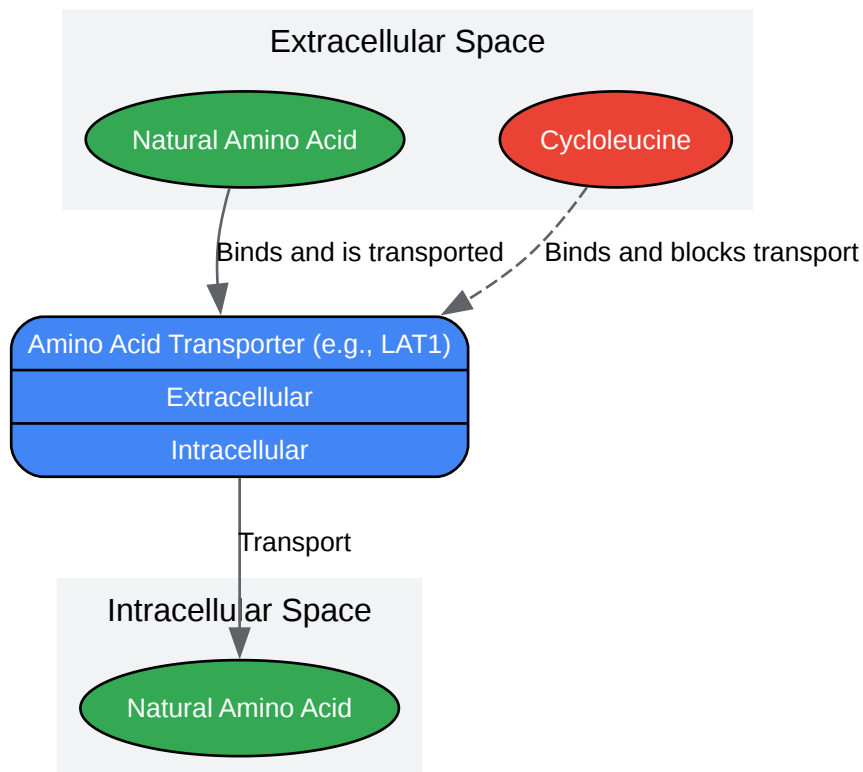 Extracellular Space
Natural Amino Acid
Cycloleucine
Binds and is transported
Binds and blocks transport
Amino Acid Transporter (e.g., LAT1)
Extracellular
Intracellular
Transport
Intracellular Space
Natural Amino Acid